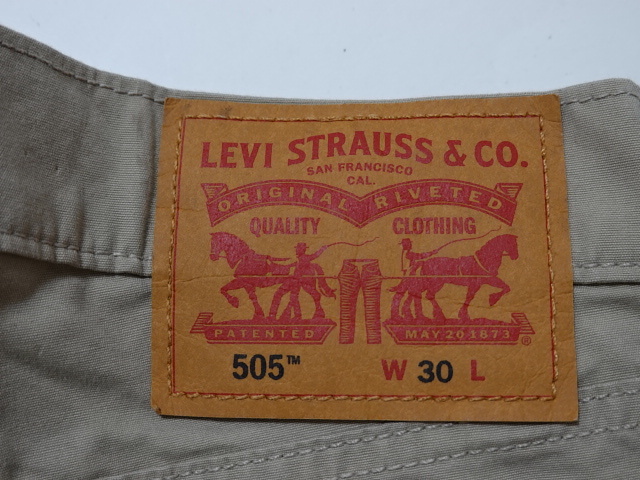 LEVI STRAUSS & CO.
SAN FRANCISCO
CAL.
ORIGINAL RIVETED
QUALITY CLOTHING
PATENTED MAY 20 1873 ®
505™ W 30 L